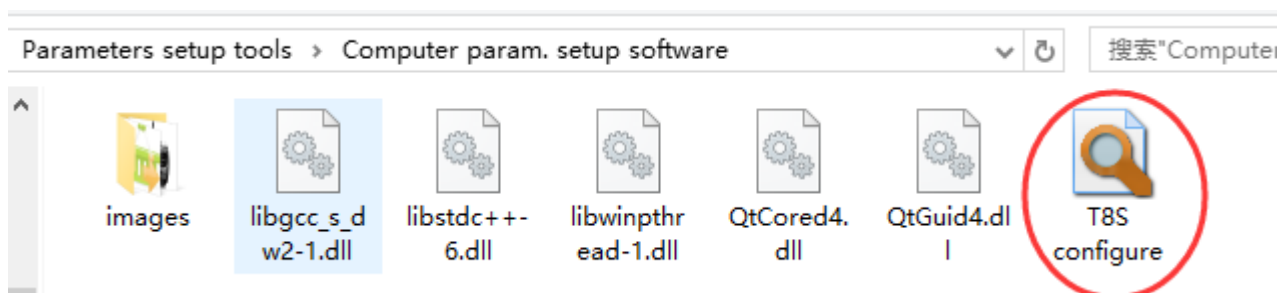 Parameters setup tools > Computer param. setup software
搜索"Computer
images
libgcc_s_d
w2-1.dll
libstdc++-
6.dll
libwinpthr
ead-1.dll
QtCored4.
dll
QtGuid4.dl
l
T8S
configure